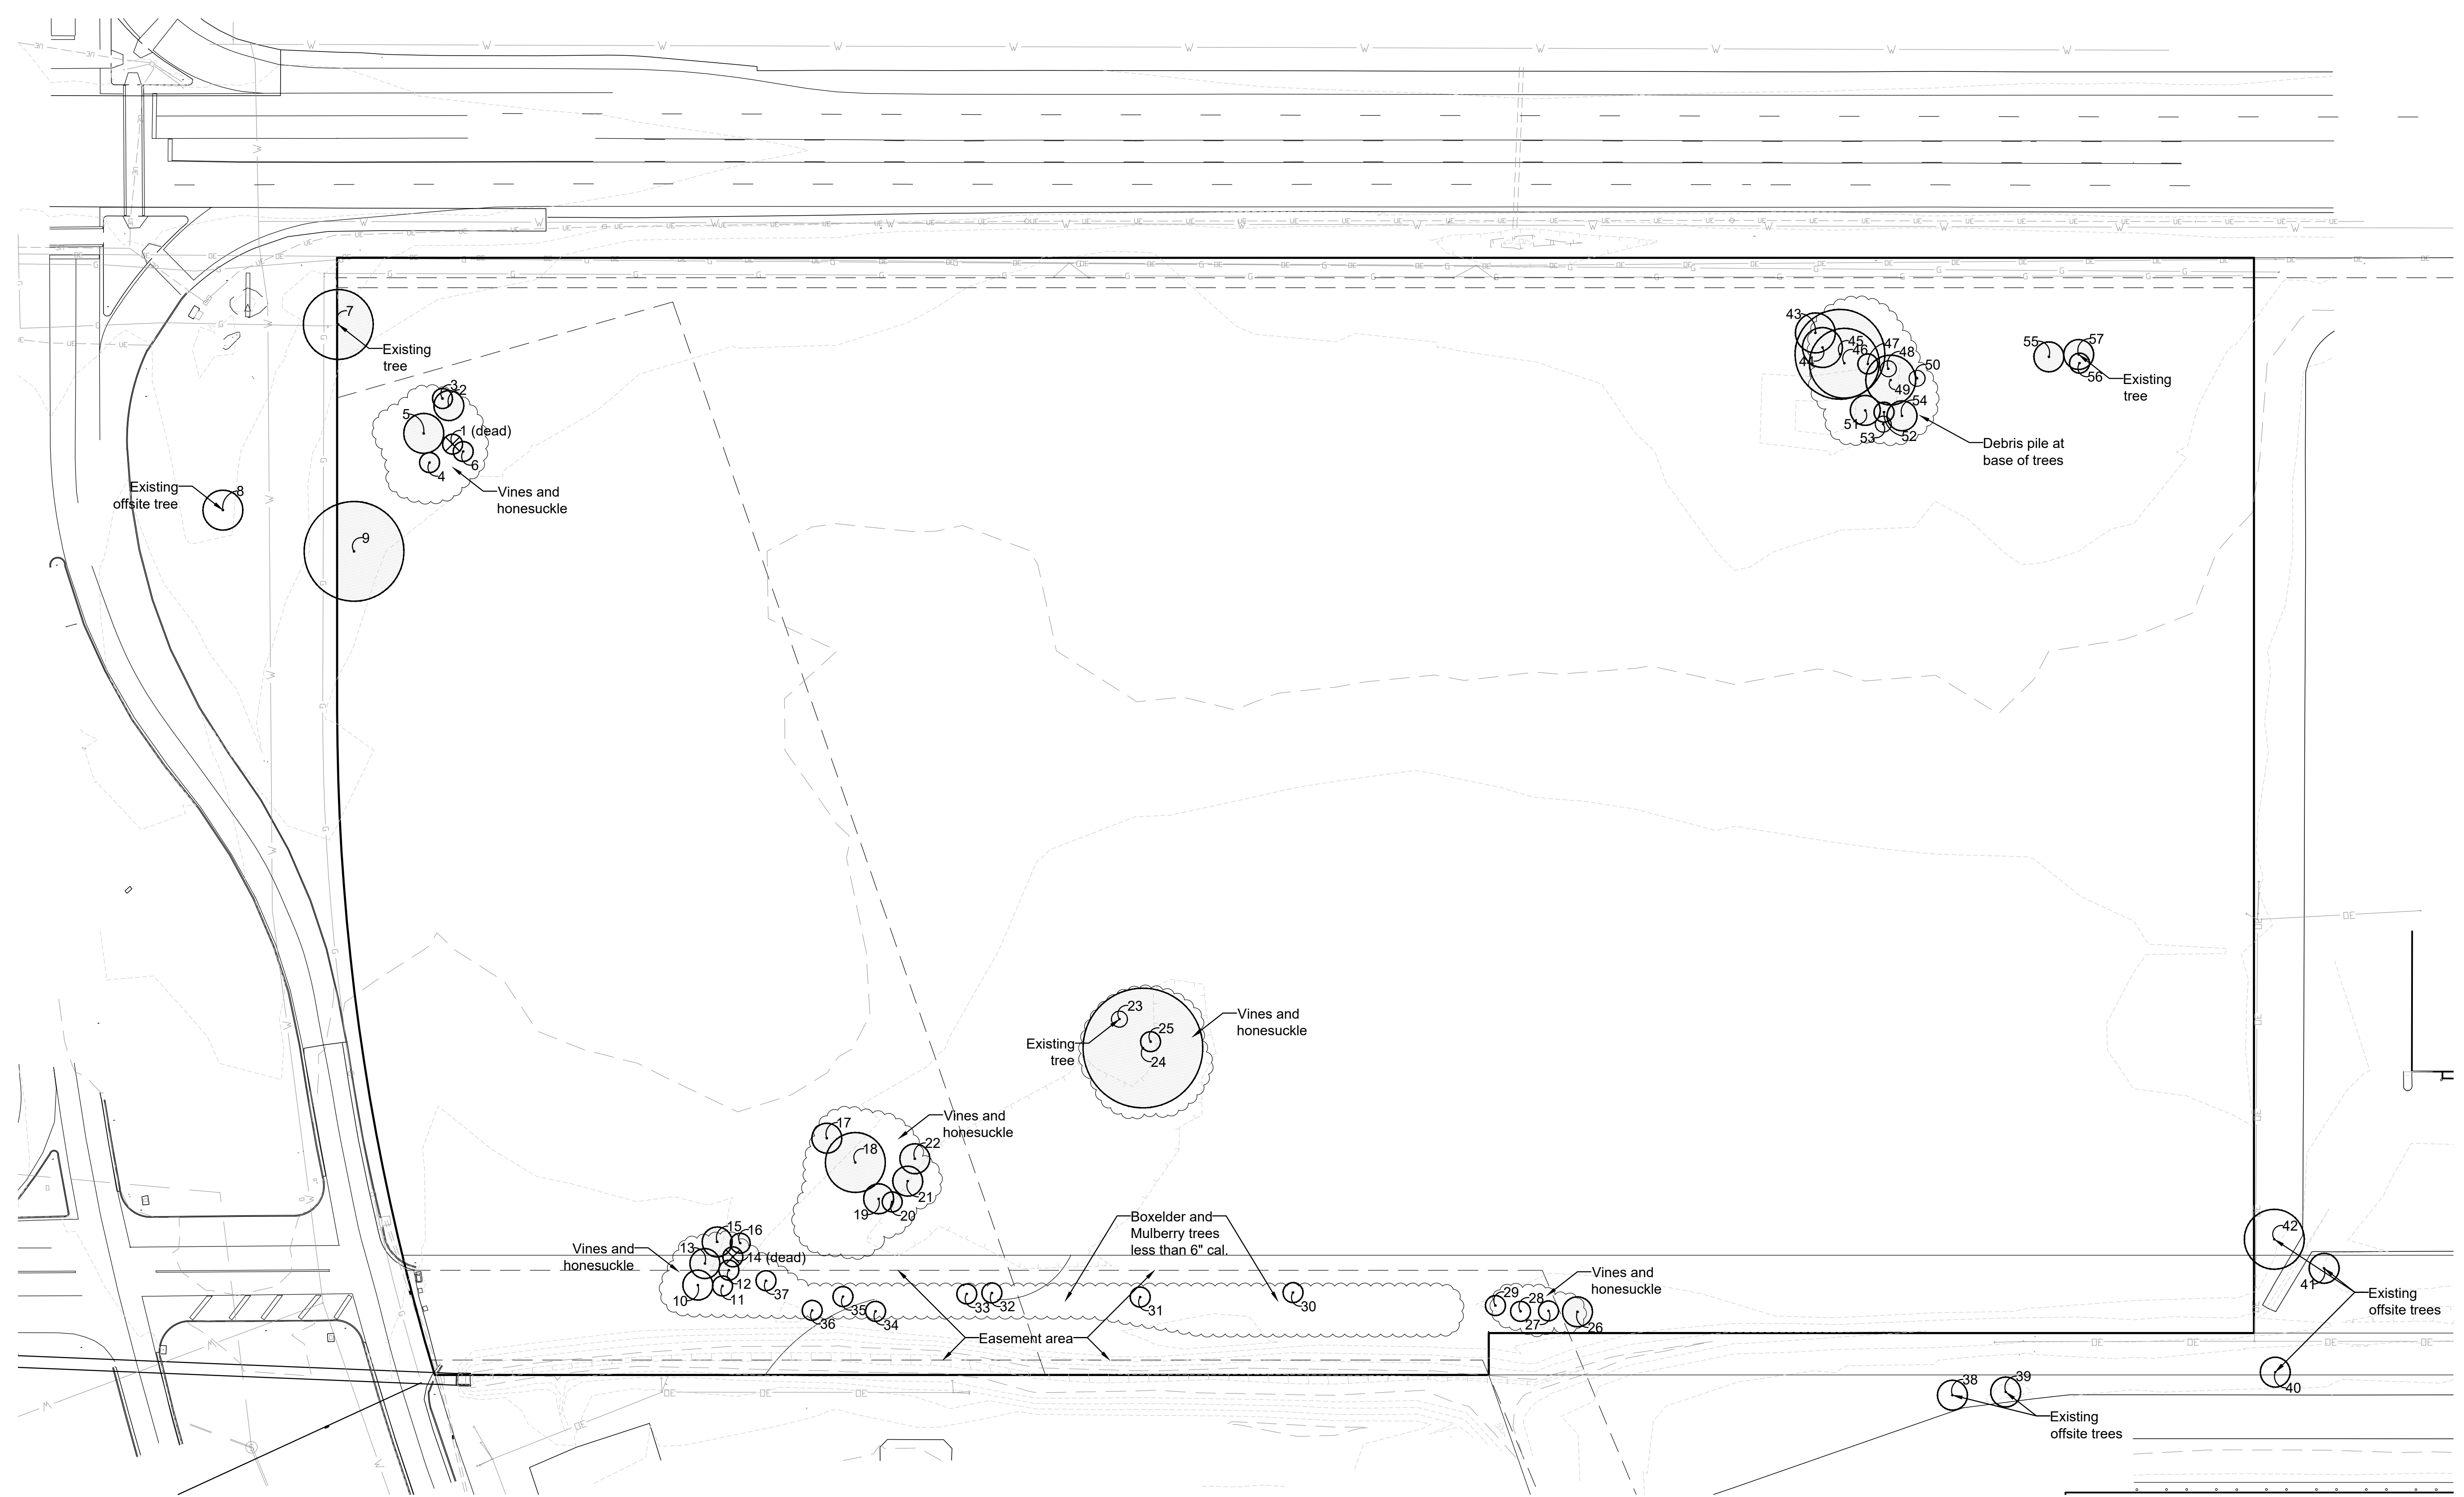 7
Existing
tree
43
45
46
47
48
44
50
49
55
57
56
Existing
tree
3
2
5
1 (dead)
6
4
54
51
52
53
Debris pile at
base of trees
Existing
offsite tree
8
Vines and
honesuckle
9
23
25
24
Existing
tree
Vines and
honesuckle
17
18
22
21
19
20
Vines and
honesuckle
15
16
13
14 (dead)
12
10
11
37
Vines and
honesuckle
36
35
34
33
32
31
30
Boxelder and
Mulberry trees
less than 6" cal.
Easement area
29
28
27
26
Vines and
honesuckle
42
41
40
Existing
offsite trees
38
39
Existing
offsite trees
W
UE
G
OE